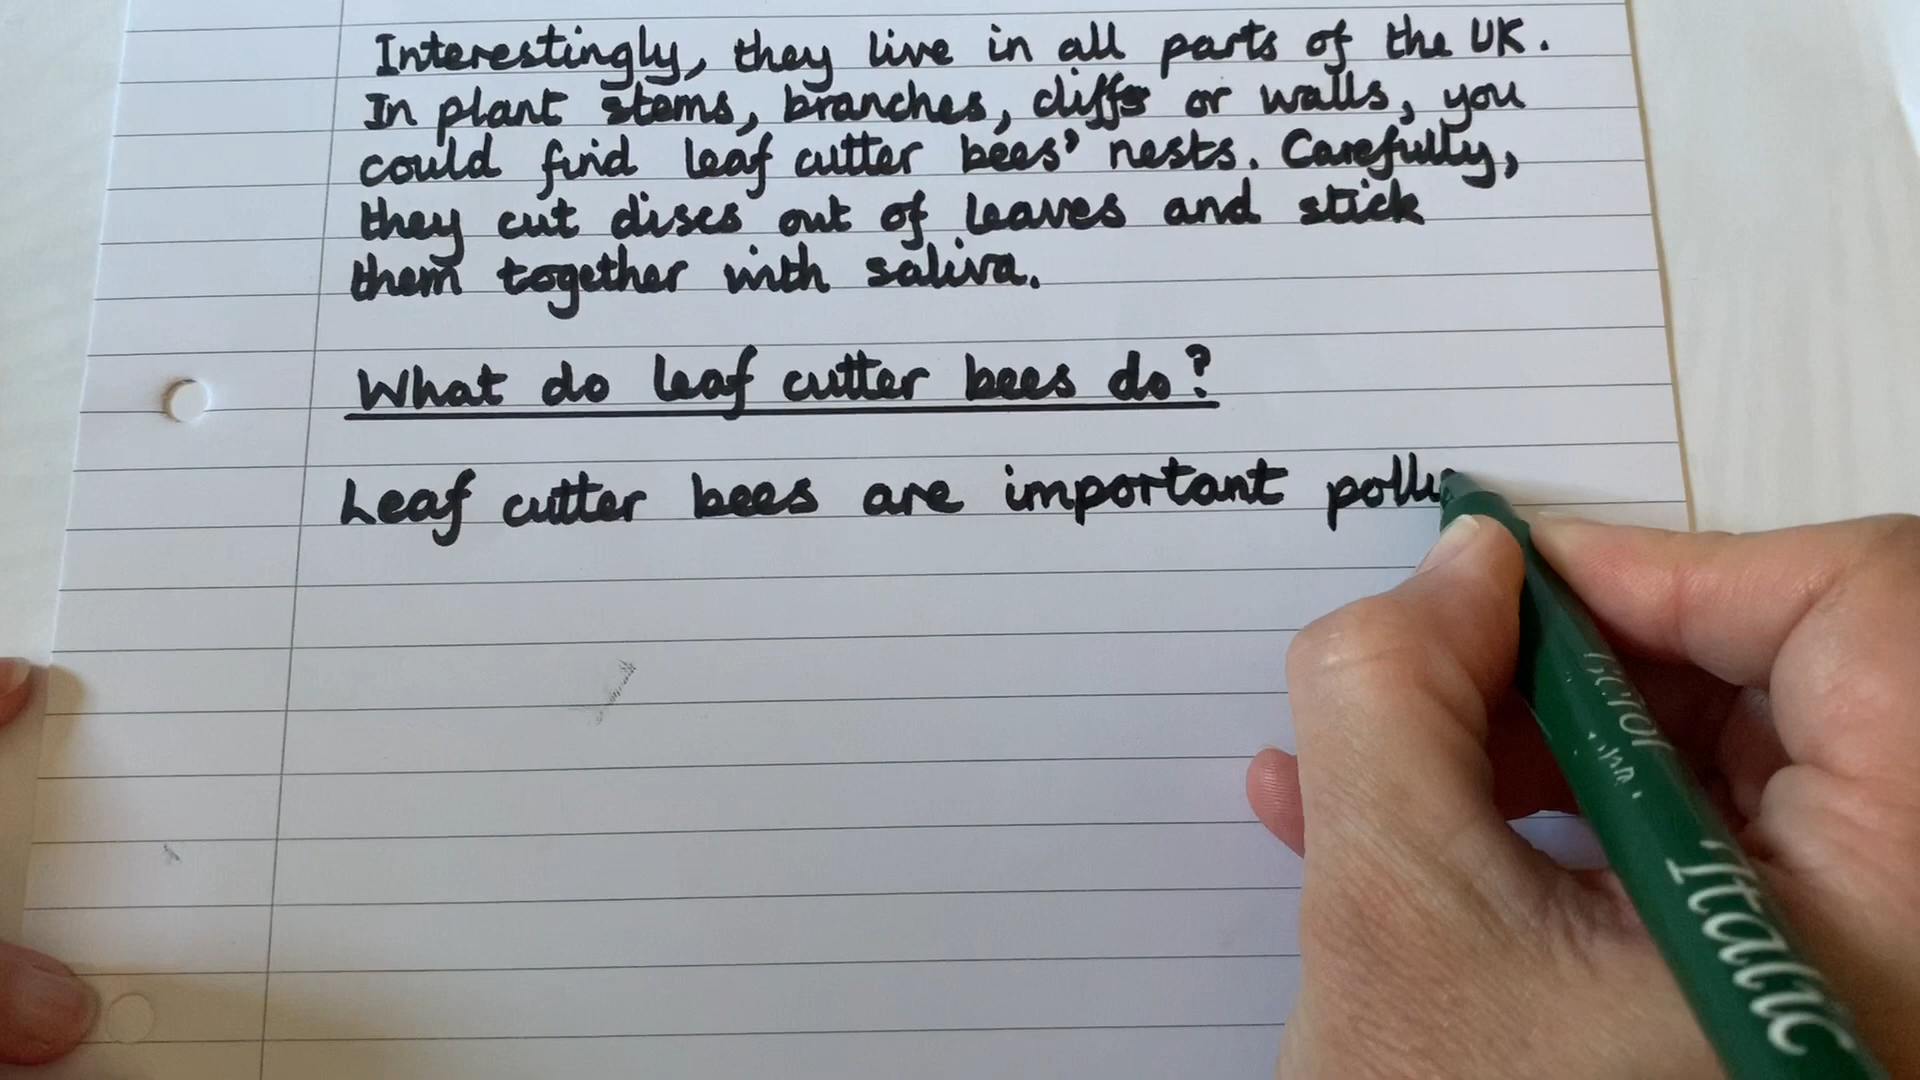 Interestingly, they live in all parts of the UK.
In plant stems, branches, cliffs or walls, you
could find leaf cutter bees' nests. Carefully,
they cut discs out of leaves and stick
them together with saliva.
What do leaf cutter bees do?
Leaf cutter bees are important
Italic